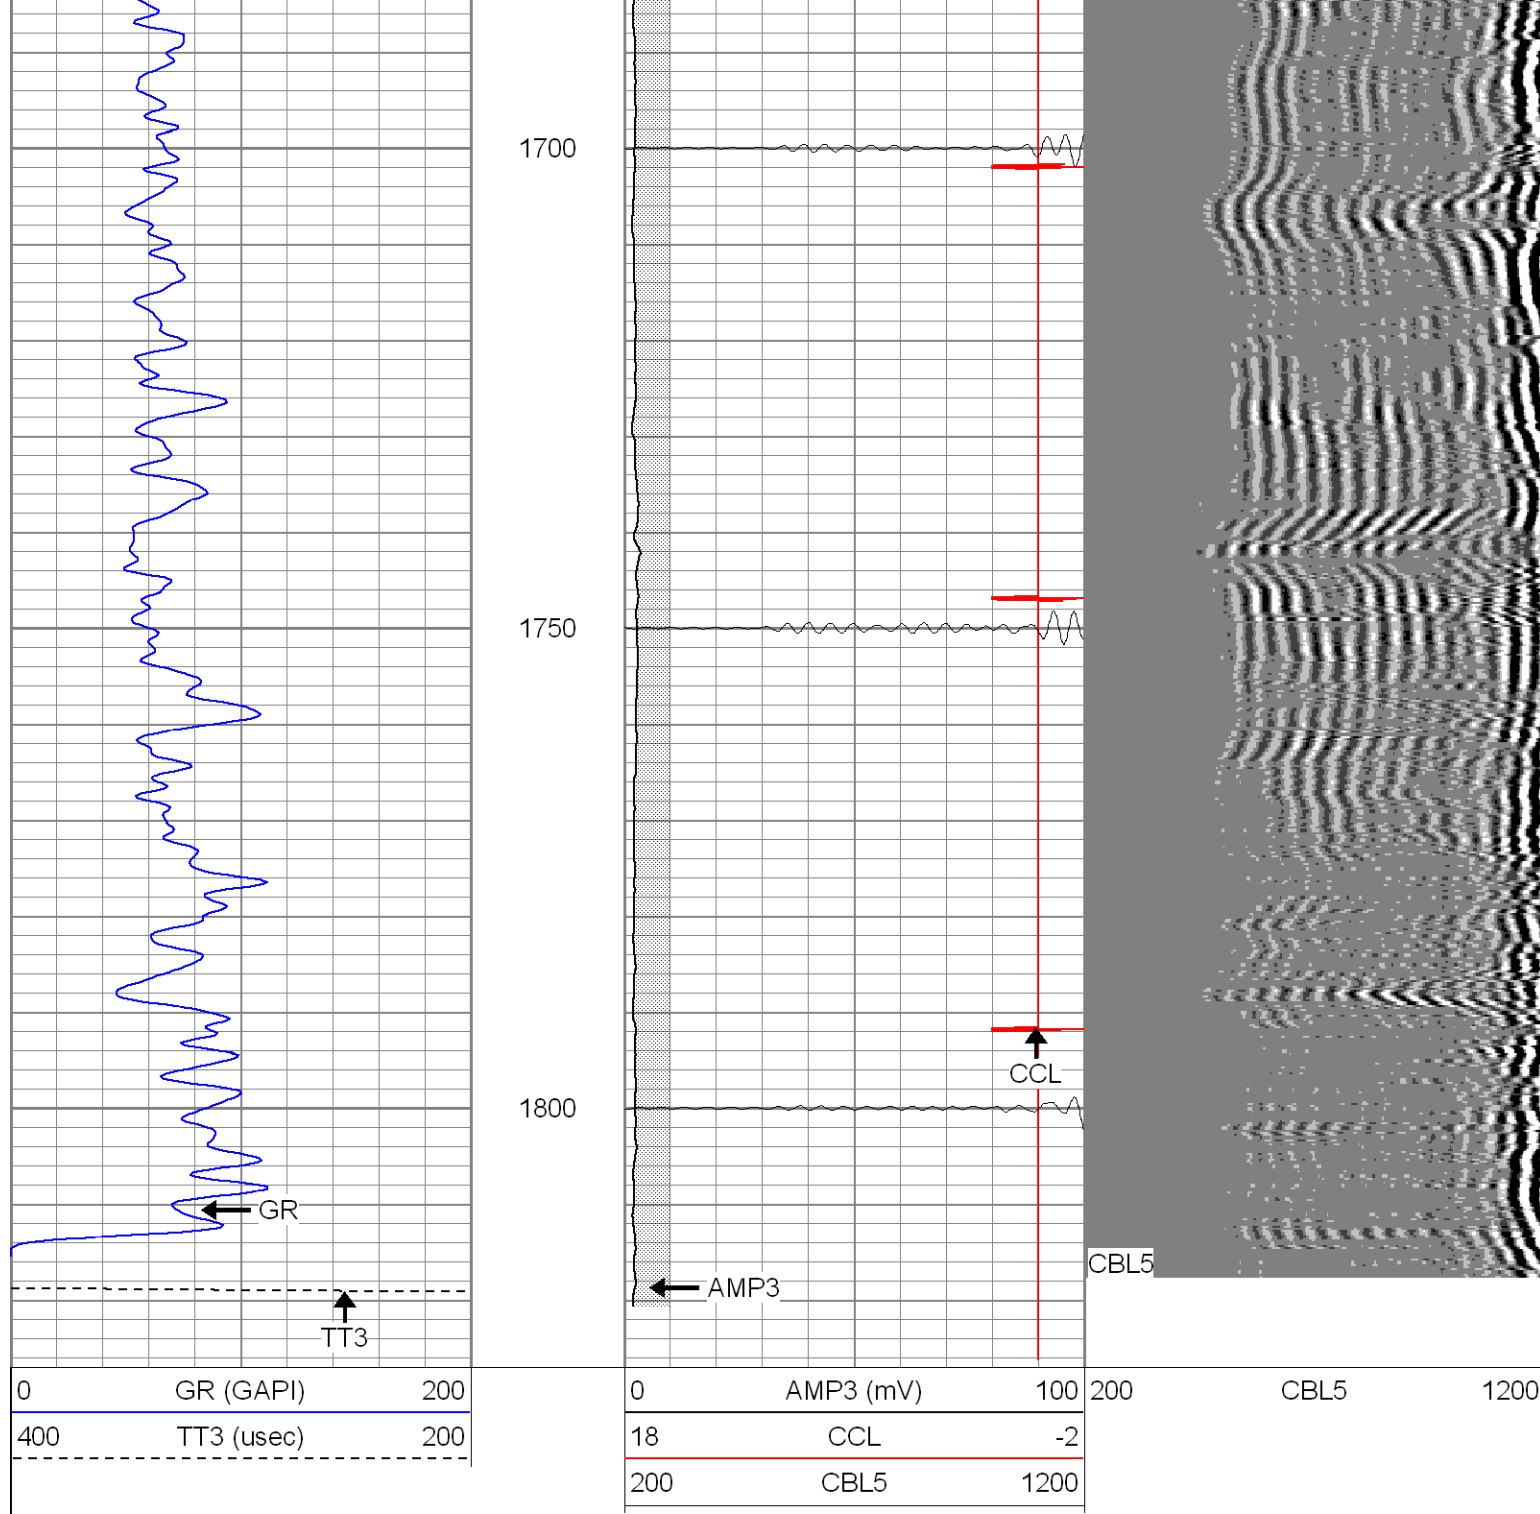 1700
1750
CCL
1800
GR
CBL5
AMP3
TT3
0 GR (GAPI) 200
0 AMP3 (mV) 100
200 CBL5 1200
400 TT3 (usec) 200
18 CCL -2
200 CBL5 1200